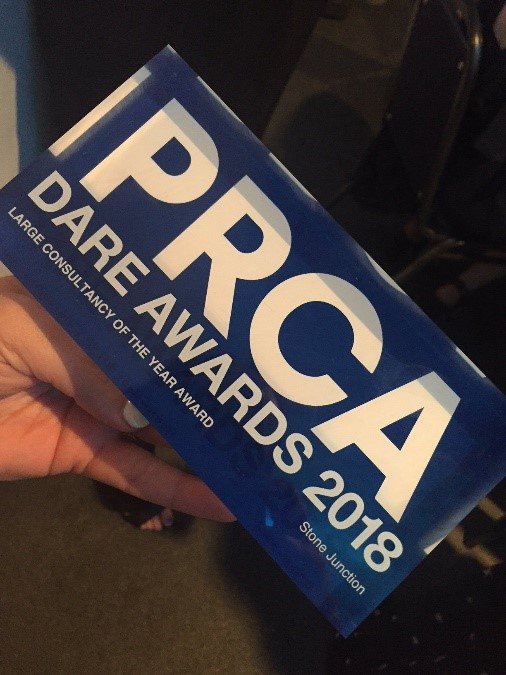 PRCA
DARE AWARDS 2018
LARGE CONSULTANCY OF THE YEAR AWARD
Stone Junction